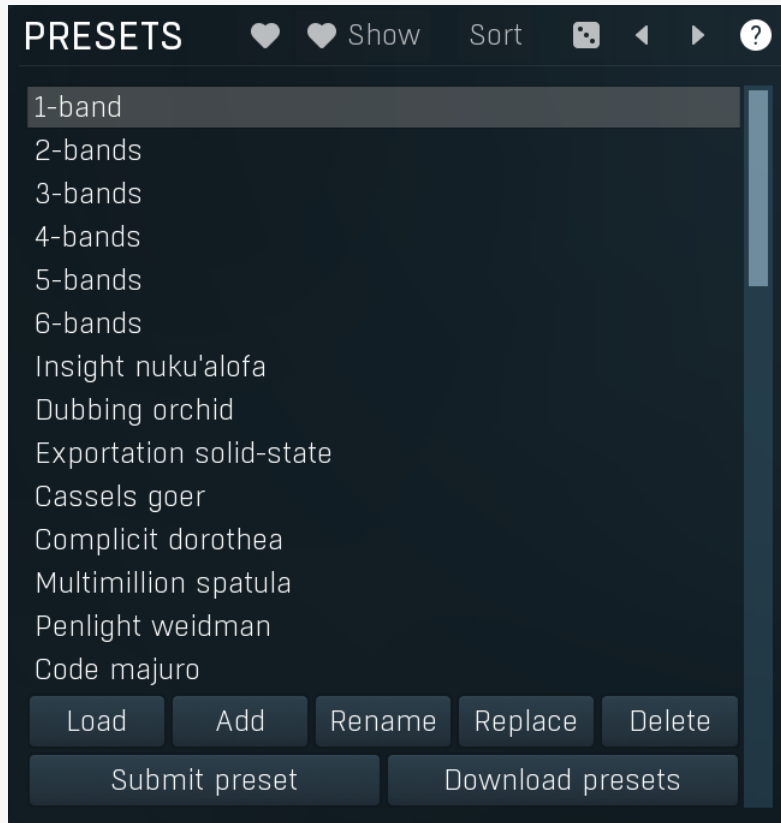 PRESETS Show Sort ?
1-band
2-bands
3-bands
4-bands
5-bands
6-bands
Insight nuku'alofa
Dubbing orchid
Exportation solid-state
Cassels goer
Complicit dorothea
Multimillion spatula
Penlight weidman
Code majuro
Load Add Rename Replace Delete
Submit preset Download presets